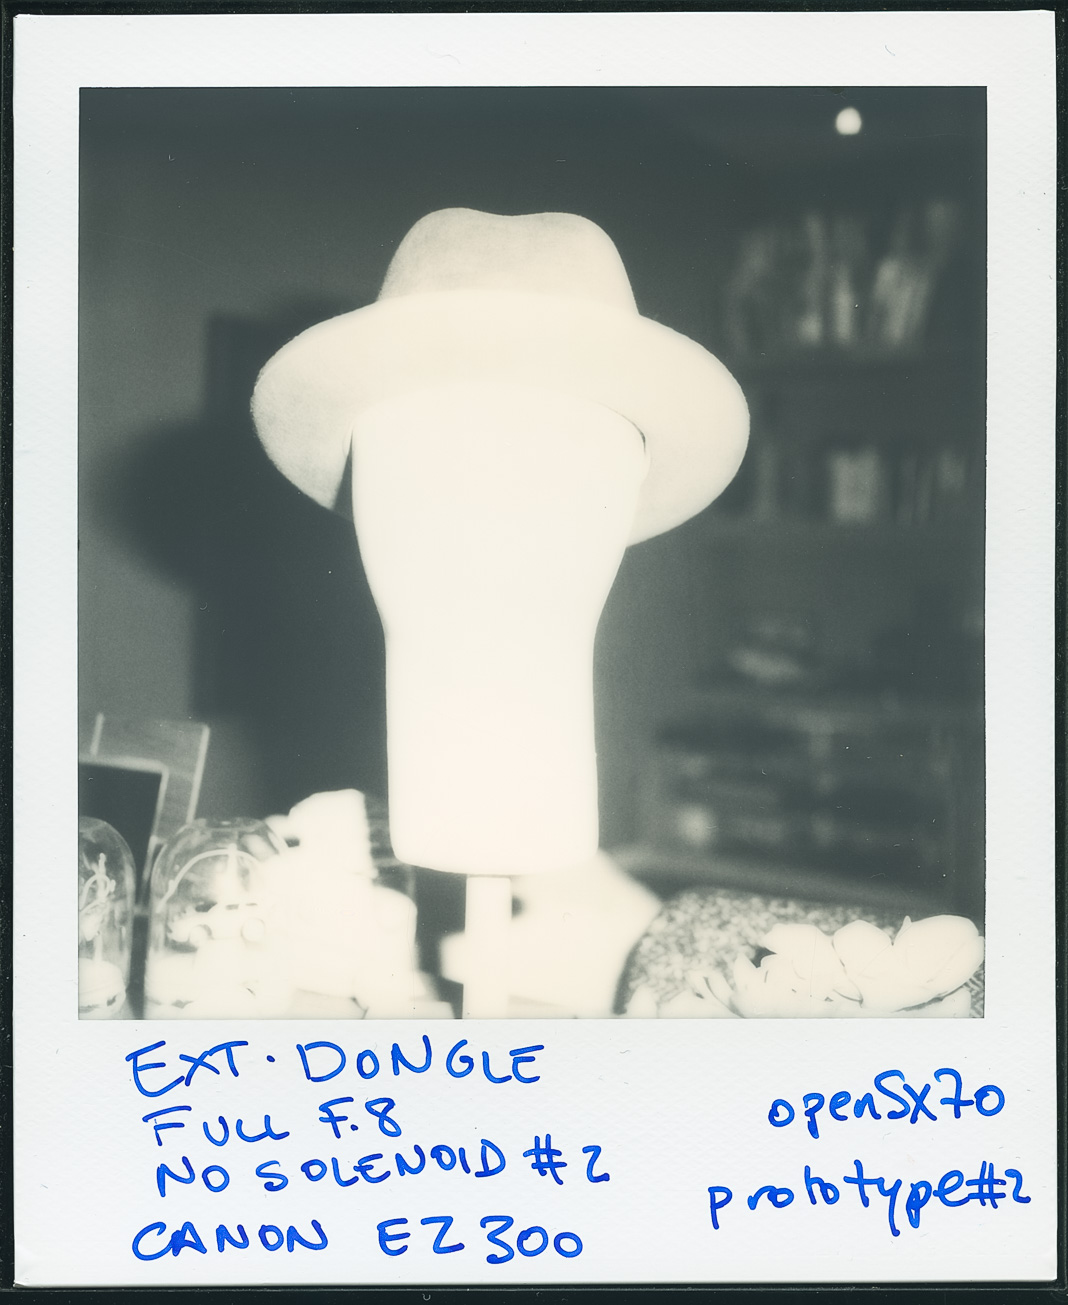 EXT. DONGLE
FULL F.8
NO SOLENOID #2
CANON EZ300
openSx70
prototype#2